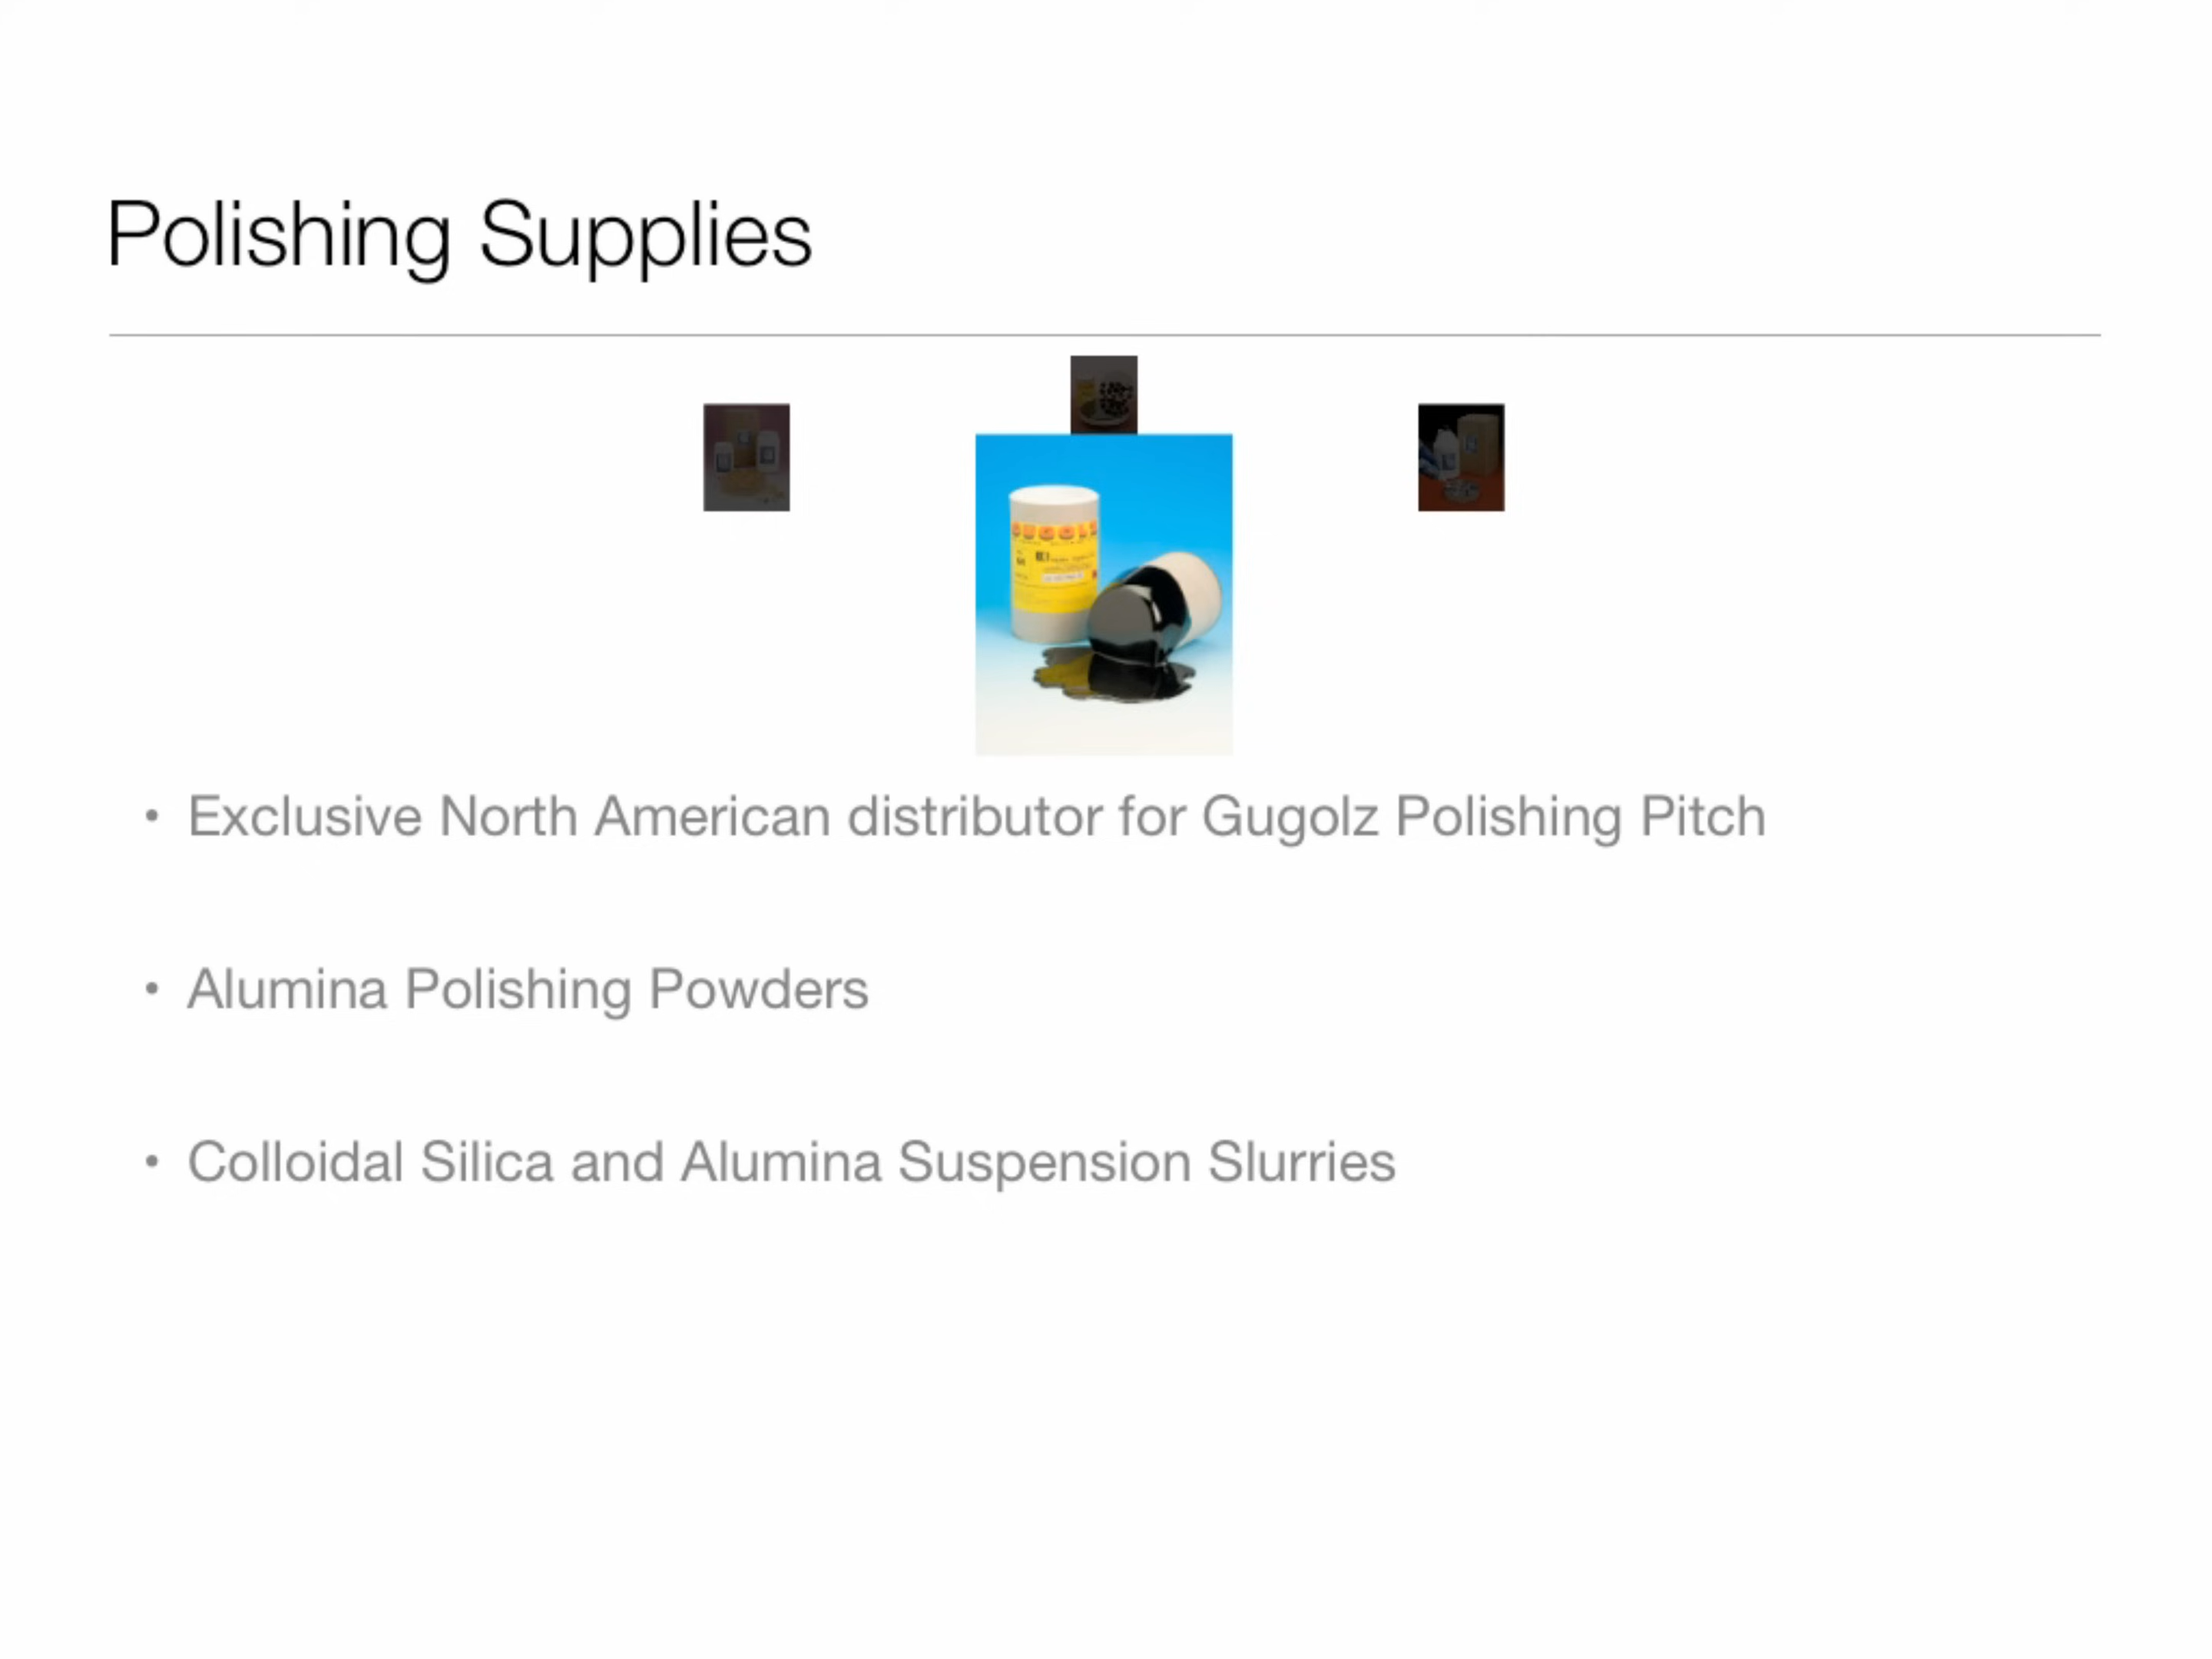 Polishing Supplies
• Exclusive North American distributor for Gugolz Polishing Pitch
• Alumina Polishing Powders
• Colloidal Silica and Alumina Suspension Slurries